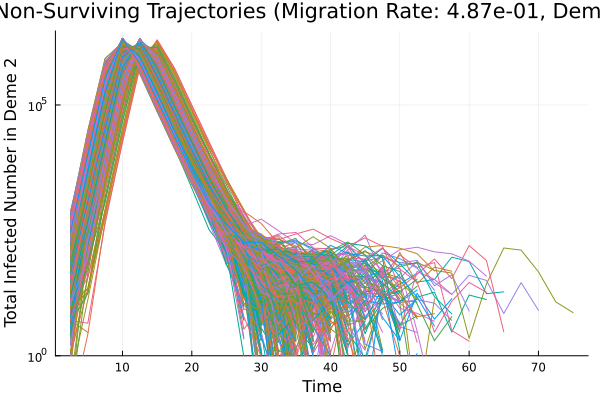 Non-Surviving Trajectories (Migration Rate: 4.87e-01, Dem
Total Infected Number in Deme 2
10^5
10^0
10 20 30 40 50 60 70
Time